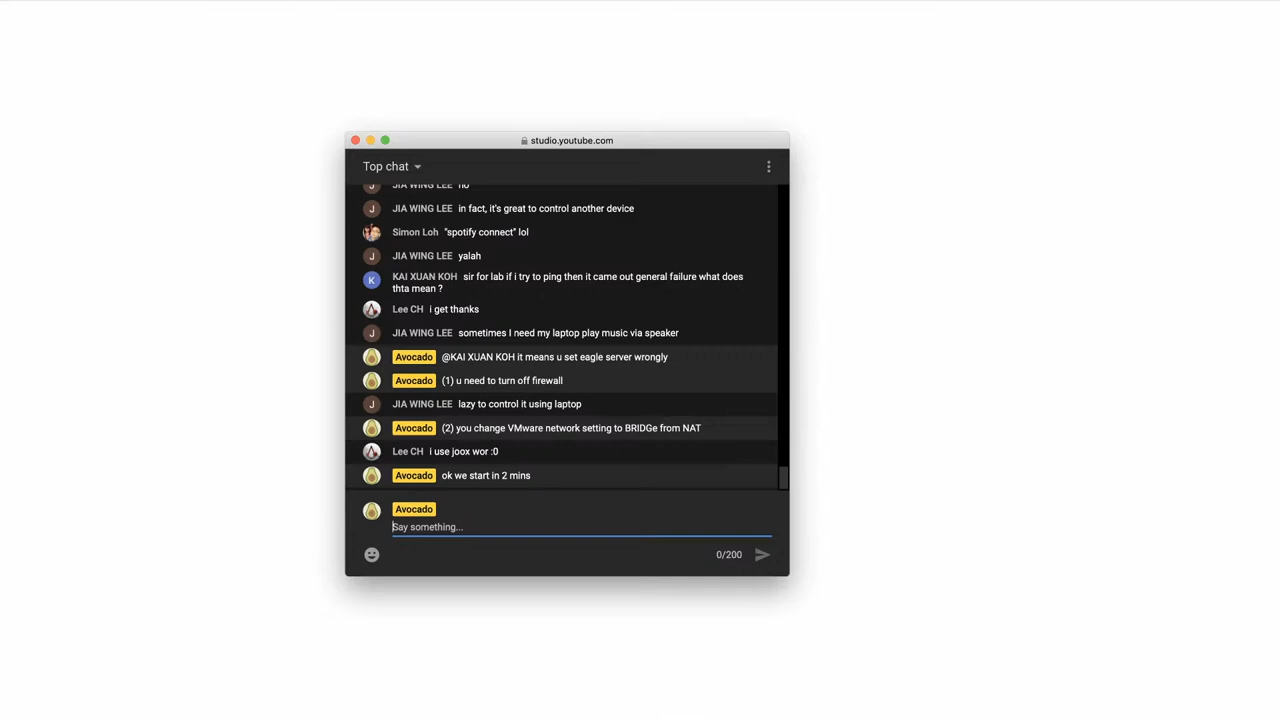 studio.youtube.com
Top chat
J JIA WING LEE no
J JIA WING LEE in fact, it's great to control another device
Simon Loh "spotify connect" lol
J JIA WING LEE yalah
K KAI XUAN KOH sir for lab if i try to ping then it came out general failure what does
thta mean ?
Lee CH i get thanks
J JIA WING LEE sometimes I need my laptop play music via speaker
Avocado @KAI XUAN KOH it means u set eagle server wrongly
Avocado (1) u need to turn off firewall
J JIA WING LEE lazy to control it using laptop
Avocado (2) you change VMware network setting to BRIDGe from NAT
Lee CH i use joox wor :0
Avocado ok we start in 2 mins
Avocado
Say something...
0/200